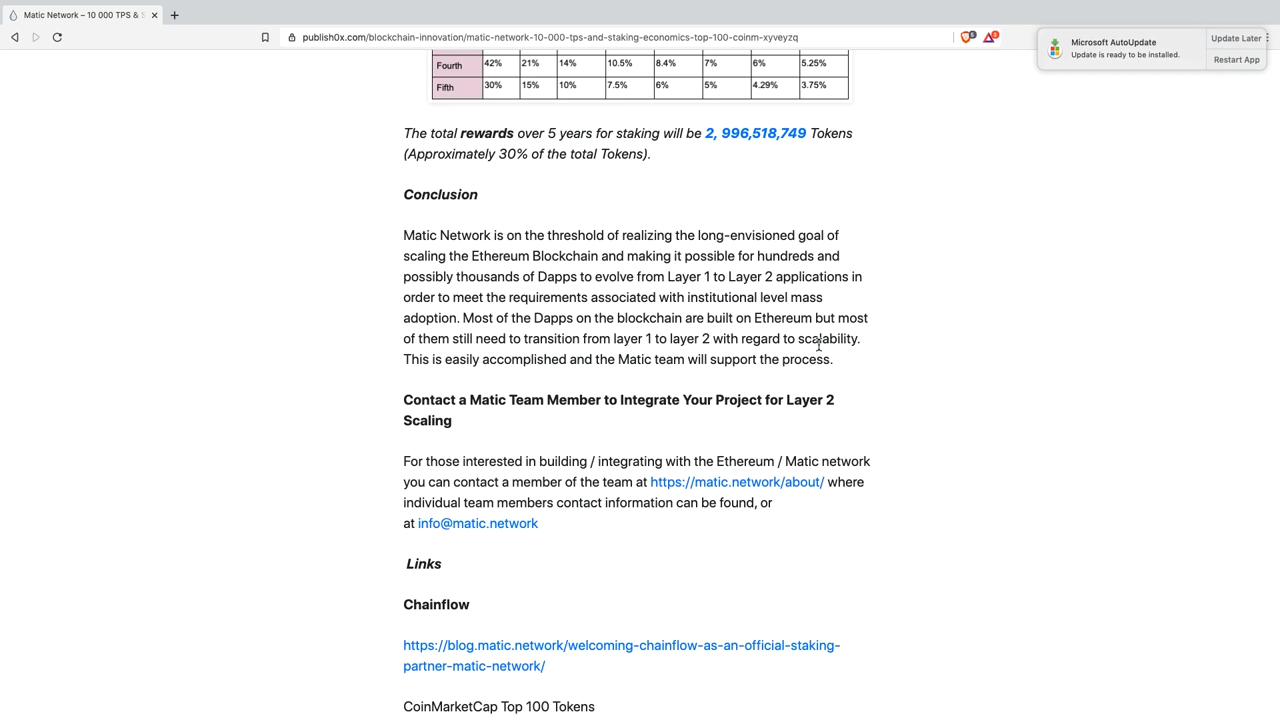 Matic Network – 10 000 TPS & S
publish0x.com/blockchain-innovation/matic-network-10-000-tps-and-staking-economics-top-100-coinm-xyveyzq
Microsoft AutoUpdate
Update is ready to be installed.
Update Later
Restart App
Fourth 42% 21% 14% 10.5% 8.4% 7% 6% 5.25%
Fifth 30% 15% 10% 7.5% 6% 5% 4.29% 3.75%
The total rewards over 5 years for staking will be 2, 996,518,749 Tokens
(Approximately 30% of the total Tokens).
Conclusion
Matic Network is on the threshold of realizing the long-envisioned goal of
scaling the Ethereum Blockchain and making it possible for hundreds and
possibly thousands of Dapps to evolve from Layer 1 to Layer 2 applications in
order to meet the requirements associated with institutional level mass
adoption. Most of the Dapps on the blockchain are built on Ethereum but most
of them still need to transition from layer 1 to layer 2 with regard to scalability.
This is easily accomplished and the Matic team will support the process.
Contact a Matic Team Member to Integrate Your Project for Layer 2
Scaling
For those interested in building / integrating with the Ethereum / Matic network
you can contact a member of the team at https://matic.network/about/ where
individual team members contact information can be found, or
at info@matic.network
Links
Chainflow
https://blog.matic.network/welcoming-chainflow-as-an-official-staking-
partner-matic-network/
CoinMarketCap Top 100 Tokens